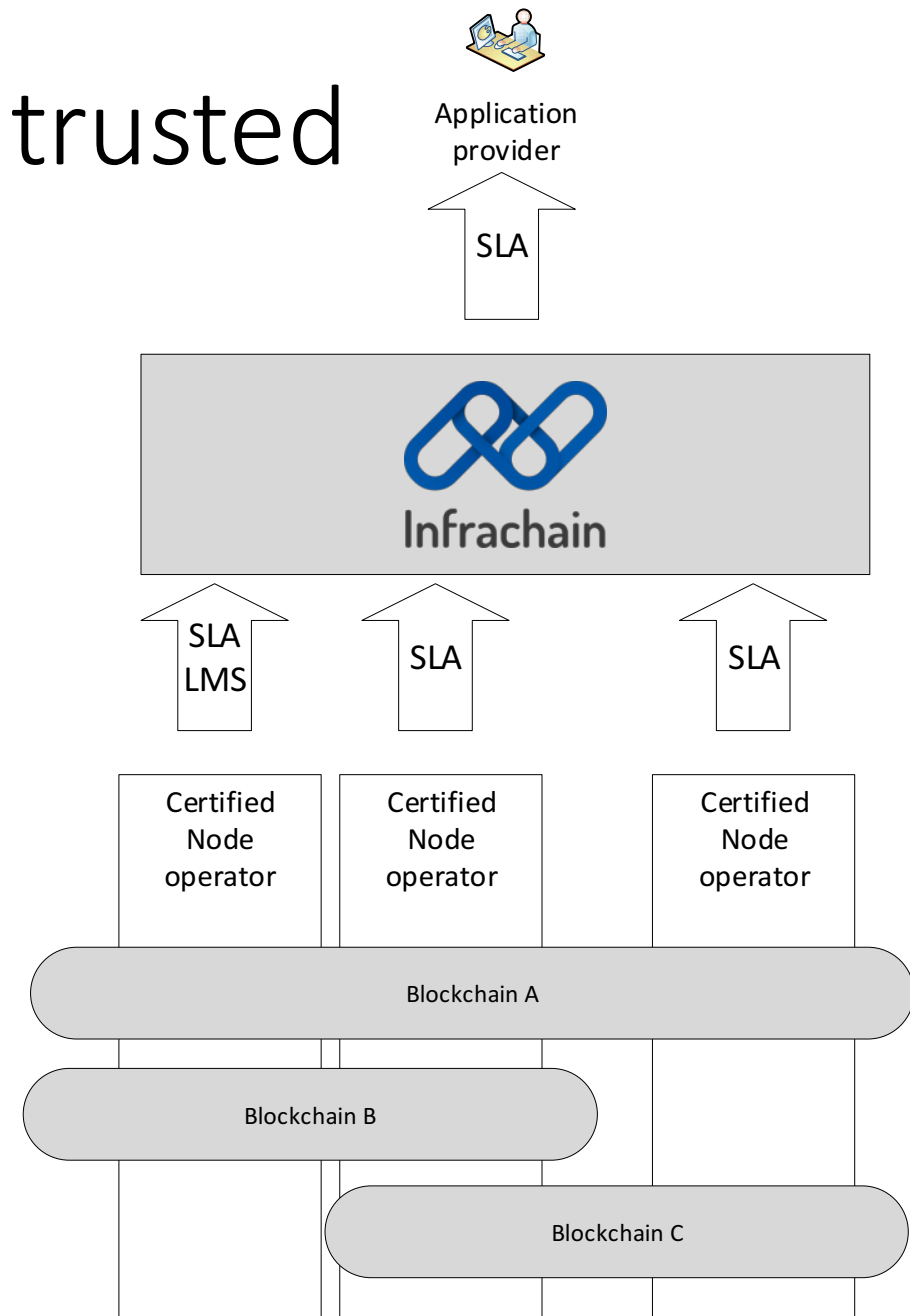 trusted
Application
provider
SLA
Infrachain
SLA
LMS
SLA
SLA
Certified
Node
operator
Certified
Node
operator
Certified
Node
operator
Blockchain A
Blockchain B
Blockchain C